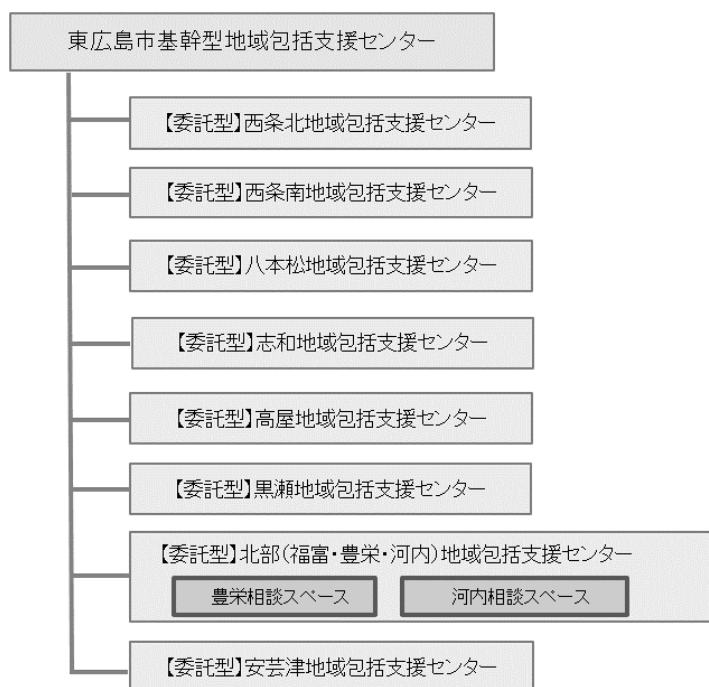 東広島市基幹型地域包括支援センター
【委託型】西条北地域包括支援センター
【委託型】西条南地域包括支援センター
【委託型】八本松地域包括支援センター
【委託型】志和地域包括支援センター
【委託型】高屋地域包括支援センター
【委託型】黒瀬地域包括支援センター
【委託型】北部(福富・豊栄・河内)地域包括支援センター
豊栄相談スペース
河内相談スペース
【委託型】安芸津地域包括支援センター